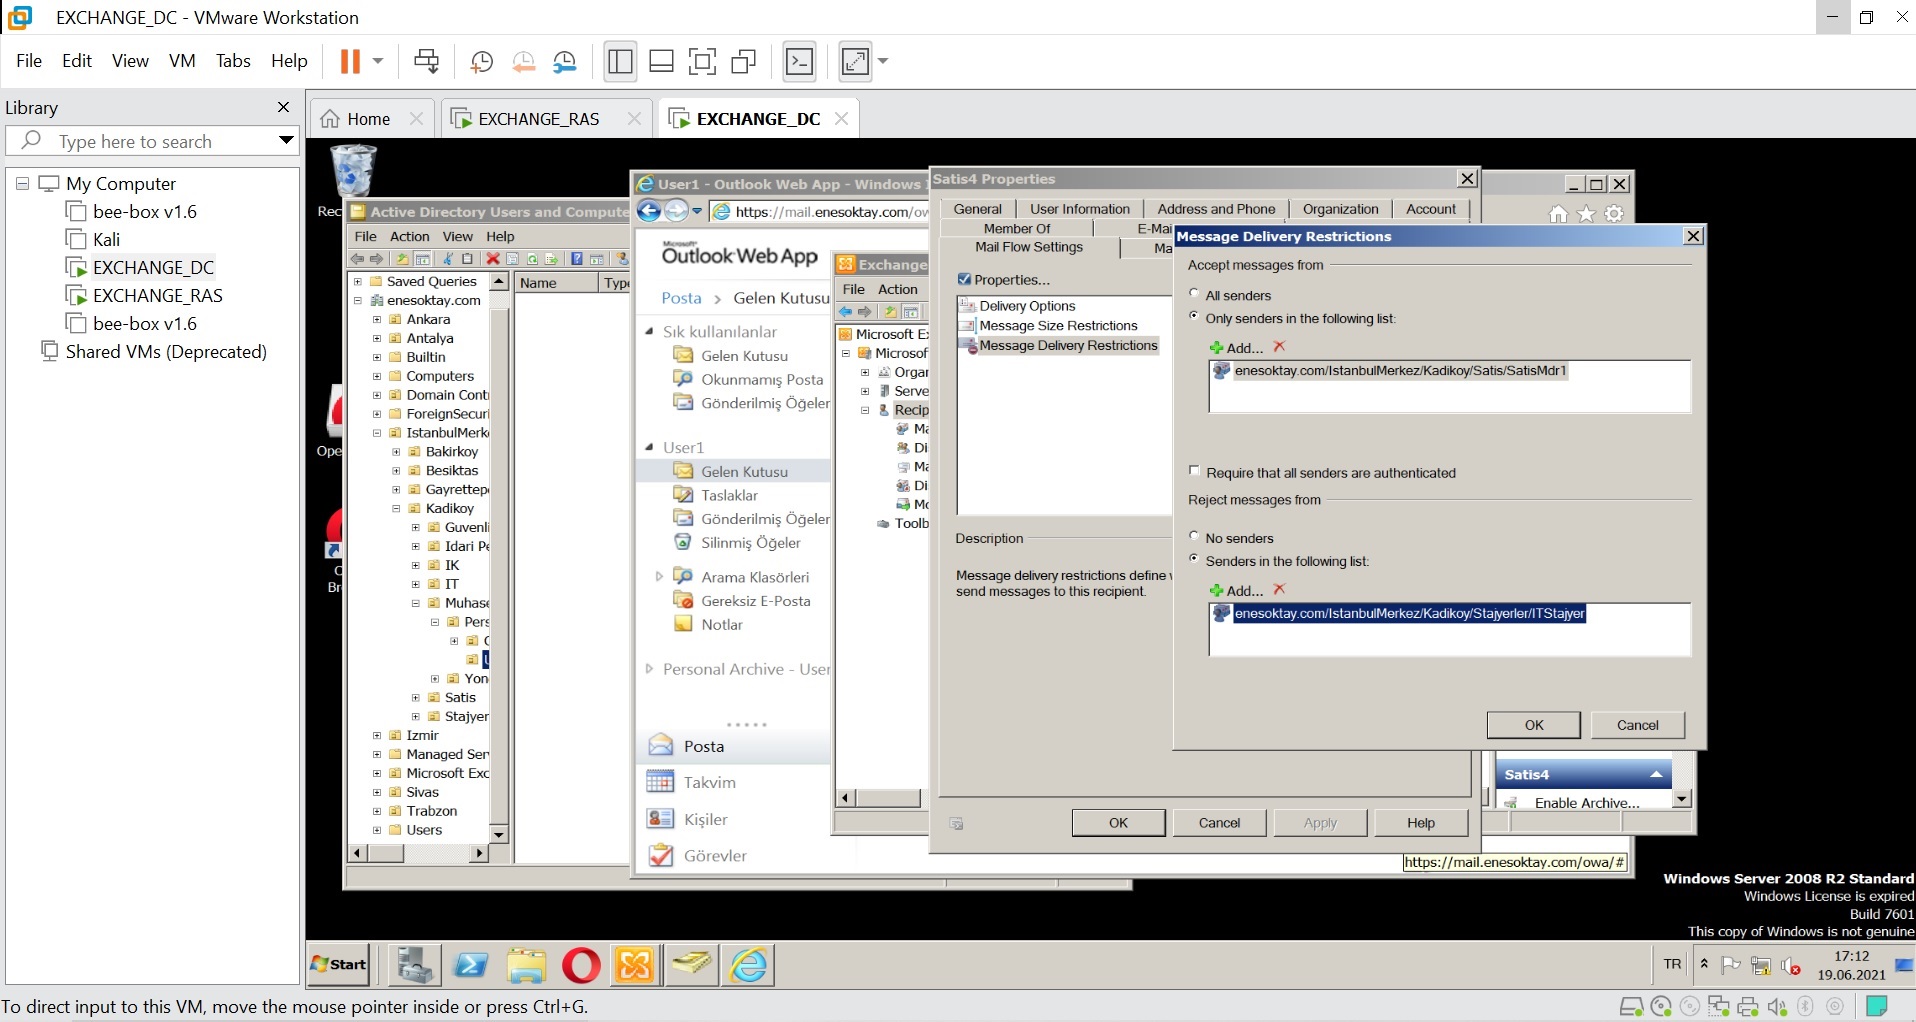 EXCHANGE_DC - VMware Workstation
File Edit View VM Tabs Help
Library
Type here to search
My Computer
bee-box v1.6
Kali
EXCHANGE_DC
EXCHANGE_RAS
bee-box v1.6
Shared VMs (Deprecated)
Home
EXCHANGE_RAS
EXCHANGE_DC
Active Directory Users and Compute
File Action View Help
Saved Queries
enesoktay.com
Ankara
Antalya
Builtin
Computers
Domain Cont
ForeignSecuri
IstanbulMerk
Bakirkoy
Besiktas
Gayrettep
Kadikoy
Guvenli
Idari Pe
IK
IT
Muhase
Pers
Yon
Satis
Stajyer
Izmir
Managed Ser
Microsoft Exc
Sivas
Trabzon
Users
Name Type
User1 - Outlook Web App - Windows
https://mail.enesoktay.com/ow
Microsoft
Outlook Web App
Posta > Gelen Kutusu
Sık kullanılanlar
Gelen Kutusu
Okunmamış Posta
Gönderilmiş Öğeler
User1
Gelen Kutusu
Taslaklar
Gönderilmiş Öğeler
Silinmiş Öğeler
Arama Klasörleri
Gereksiz E-Posta
Notlar
Personal Archive - User
Posta
Takvim
Kişiler
Görevler
Exchange
File Action
Microsoft Ex
Microsof
Organ
Serve
Recip
Ma
Di
Ma
Di
Mo
Toolb
Satis4 Properties
General User Information Address and Phone Organization Account
Member Of E-Mai
Mail Flow Settings Ma
Properties...
Delivery Options
Message Size Restrictions
Message Delivery Restrictions
Description
Message delivery restrictions define
send messages to this recipient.
OK Cancel Apply Help
Message Delivery Restrictions
Accept messages from
All senders
Only senders in the following list:
Add...
enesoktay.com/IstanbulMerkez/Kadikoy/Satis/SatisMdr1
Require that all senders are authenticated
Reject messages from
No senders
Senders in the following list:
Add...
enesoktay.com/IstanbulMerkez/Kadikoy/Stajyerler/ITStajyer
OK Cancel
Satis4
Enable Archive...
https://mail.enesoktay.com/owa/#
Windows Server 2008 R2 Standard
Windows License is expired
Build 7601
This copy of Windows is not genuine
Start
TR
17:12
19.06.2021
To direct input to this VM, move the mouse pointer inside or press Ctrl+G.